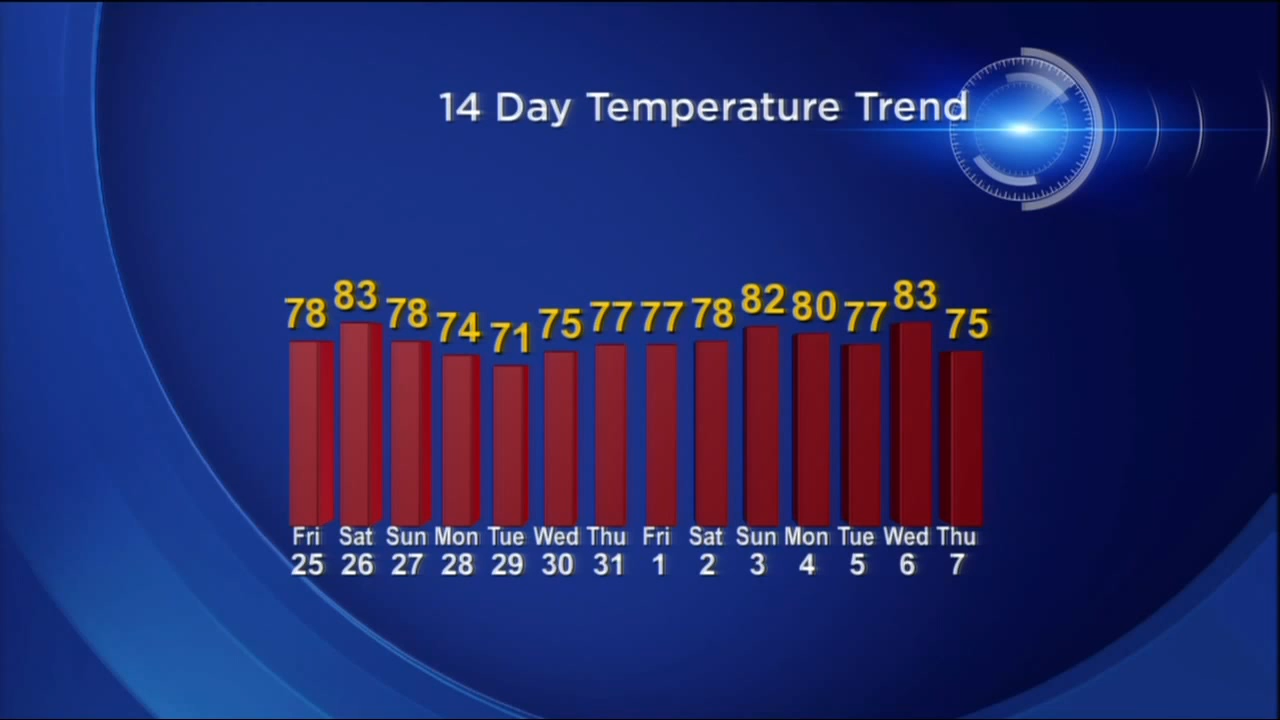 14 Day Temperature Trend
78 83 78 74 71 75 77 77 78 82 80 77 83 75
Fri Sat Sun Mon Tue Wed Thu Fri Sat Sun Mon Tue Wed Thu
25 26 27 28 29 30 31 1 2 3 4 5 6 7